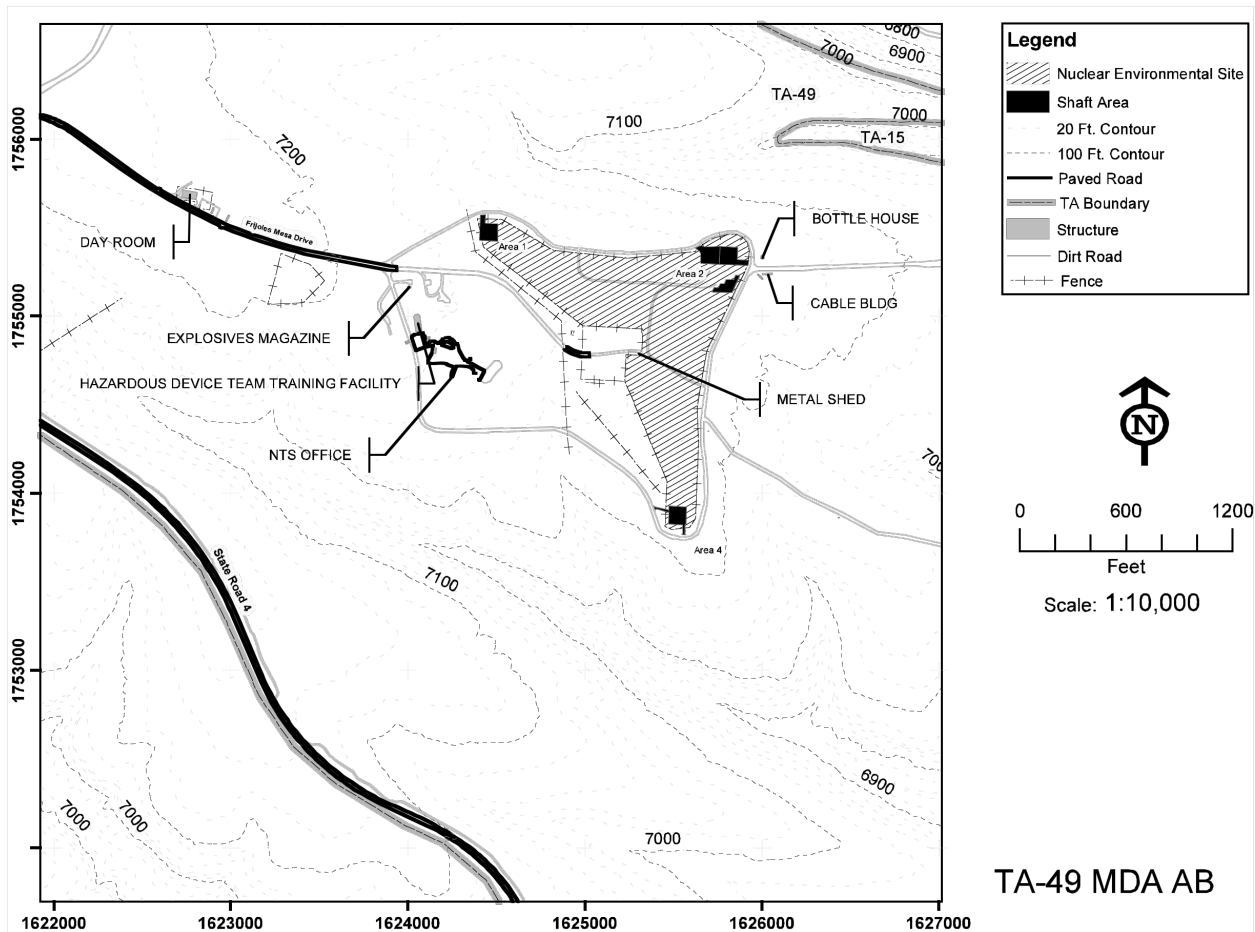 6800
7000
6900
TA-49
7000
TA-15
7100
7200
DAY ROOM
Frijoles Mesa Drive
BOTTLE HOUSE
Area 1
Area 2
CABLE BLDG
EXPLOSIVES MAGAZINE
HAZARDOUS DEVICE TEAM TRAINING FACILITY
METAL SHED
NTS OFFICE
Area 4
7100
State Road 4
6900
7000
7000
7000
1756000
1755000
1754000
1753000
1622000
1623000
1624000
1625000
1626000
1627000
Legend
Nuclear Environmental Site
Shaft Area
20 Ft. Contour
100 Ft. Contour
Paved Road
TA Boundary
Structure
Dirt Road
Fence
N
0 600 1200
Feet
Scale: 1:10,000
TA-49 MDA AB